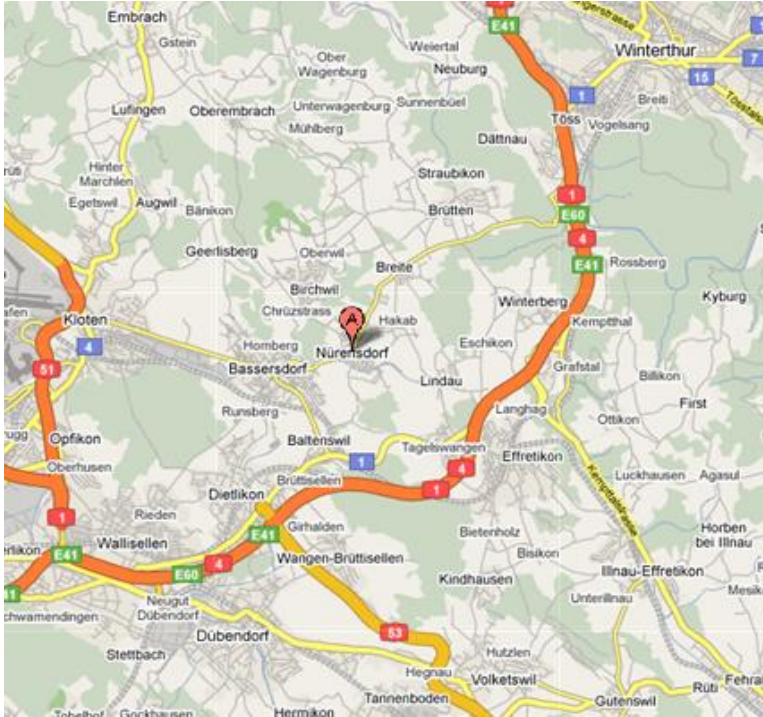 Embrach
E41
Gstein
Weiertal
Winterthur
Ober
Wagenburg
Neuburg
7
15
1
Lufingen
Oberembrach
Unterwagenburg
Sunnenbüel
Breiti
Töss
Vogelsang
Mühlberg
Dättnau
Hinter
Marchlen
Straubikon
Egetswil
Augwil
Bänikon
Brütten
1
E60
4
Geerlisberg
Oberwil
Breite
E41
Rossberg
Birchwil
Winterberg
Kyburg
Chrüzstrass
Hakab
Kemptthal
Kloten
A
4
Homberg
Nürensdorf
Eschikon
Bassersdorf
Grafstal
51
Lindau
Billikon
First
Runsberg
Langhag
Ottikon
Opfikon
Baltenswil
Tagelswangen
Effretikon
Oberhusen
1
4
Kempttalstrasse
Luckhausen
Agasul
Brüttisellen
1
Dietlikon
Rieden
Girhalden
1
Horben
bei Illnau
Wallisellen
E41
Bietenholz
E41
Wangen-Brüttisellen
Bisikon
4
E60
Kindhausen
Illnau-Effretikon
Neugut
Dübendorf
Unterillnau
Dübendorf
53
Stettbach
Hutzlen
Hegnau
Volketswil
Rüti
Tannenboden
Gutenswil
Gockhausen
Hermikon